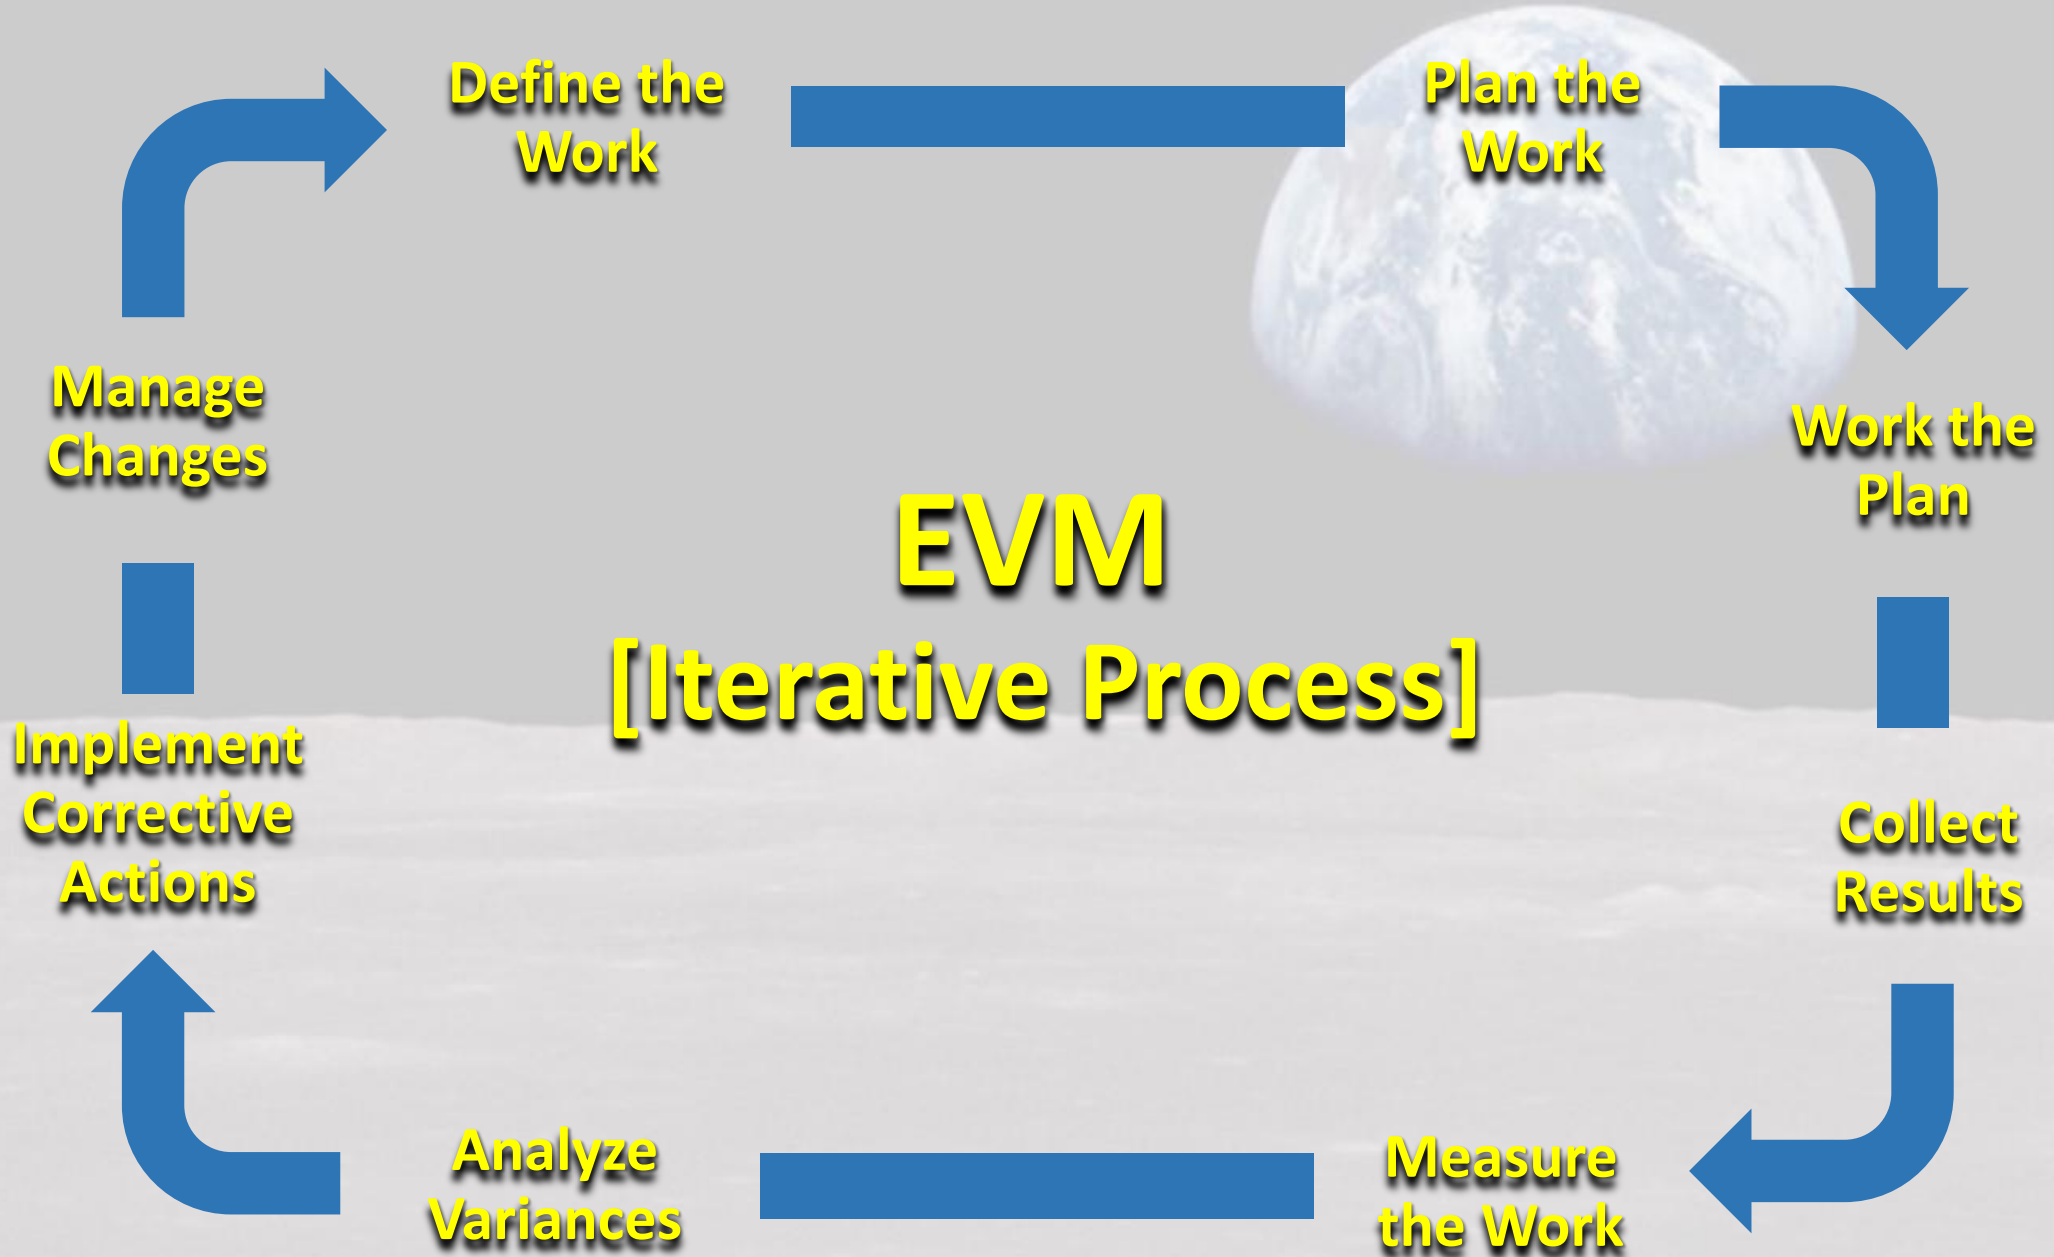 Define the
Work
Plan the
Work
Work the
Plan
Collect
Results
Measure
the Work
Analyze
Variances
Implement
Corrective
Actions
Manage
Changes
EVM
[Iterative Process]